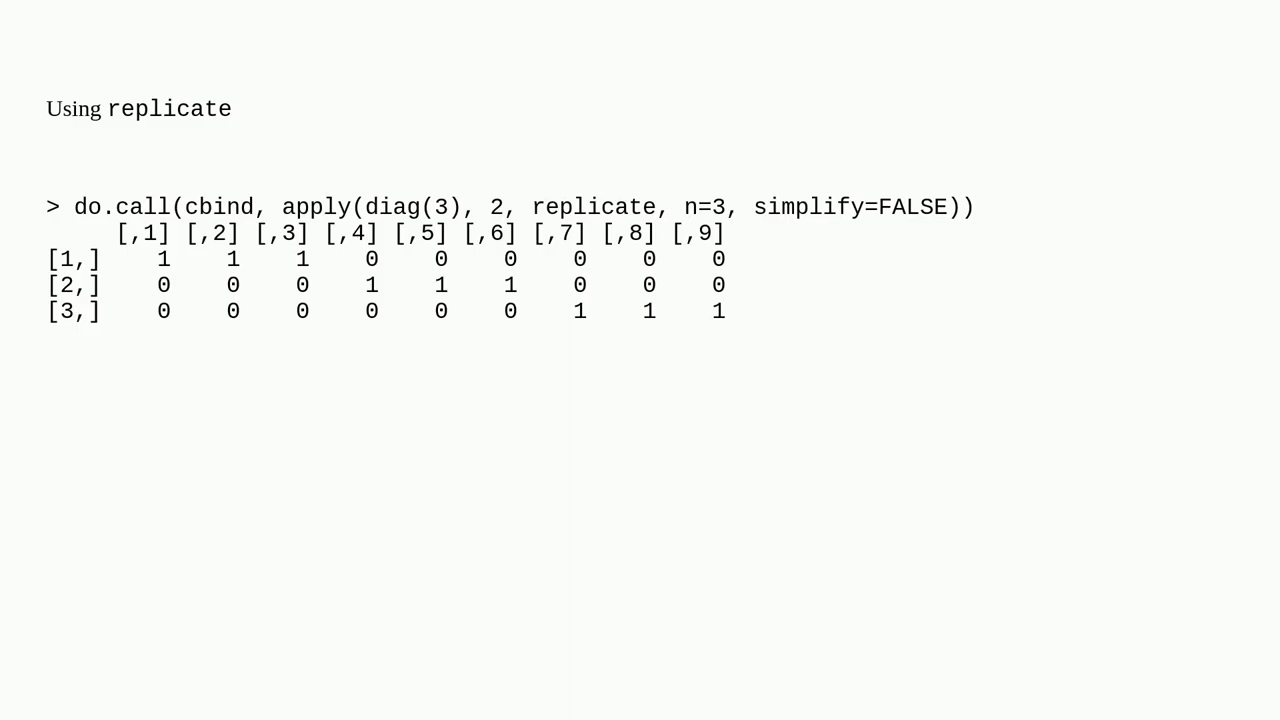 Using replicate
> do.call(cbind, apply(diag(3), 2, replicate, n=3, simplify=FALSE))
     [,1] [,2] [,3] [,4] [,5] [,6] [,7] [,8] [,9]
[1,]    1    1    1    0    0    0    0    0    0
[2,]    0    0    0    1    1    1    0    0    0
[3,]    0    0    0    0    0    0    1    1    1